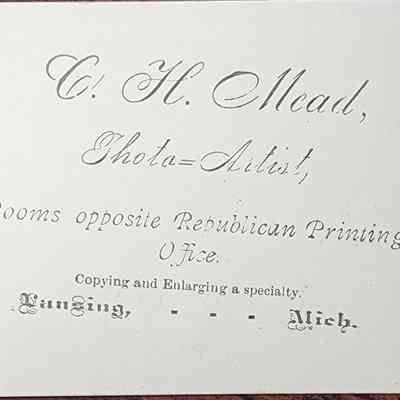 C. H. Mead,
Photo=Artist,
Rooms opposite Republican Printing
Office.
Copying and Enlarging a specialty.
Lansing, - - - Mich.